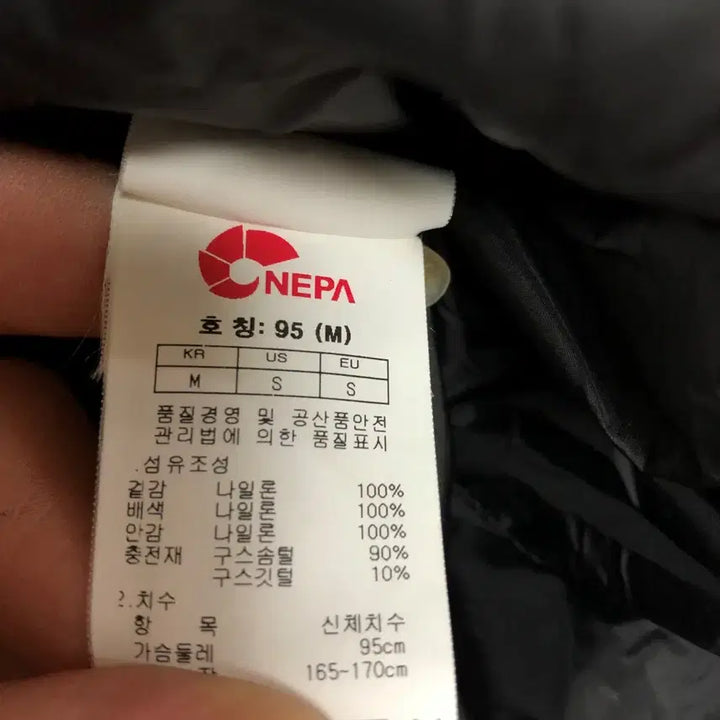 NEPA
호 칭: 95 (M)
KR US EU
M S S
품질경영 및 공산품안전
관리법에 의한 품질표시
.섬유조성
겉감 나일론 100%
배색 나일론 100%
안감 나일론 100%
충전재 구스솜털 90%
구스깃털 10%
2.치수
항 목 신체치수
가슴둘레 95cm
165-170cm